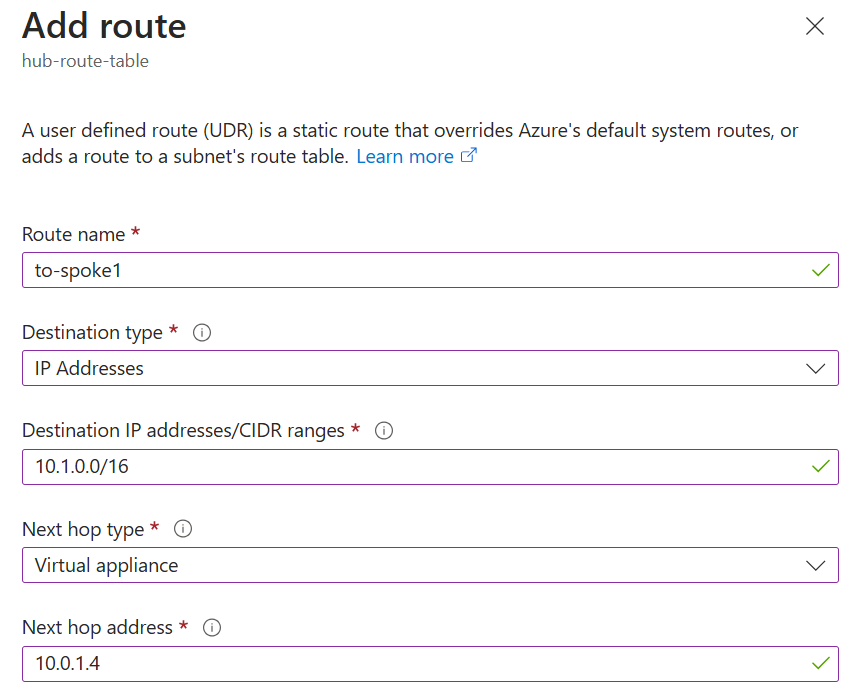 Add route
hub-route-table
A user defined route (UDR) is a static route that overrides Azure's default system routes, or
adds a route to a subnet's route table. Learn more
Route name *
to-spoke1
Destination type *
IP Addresses
Destination IP addresses/CIDR ranges *
10.1.0.0/16
Next hop type *
Virtual appliance
Next hop address *
10.0.1.4